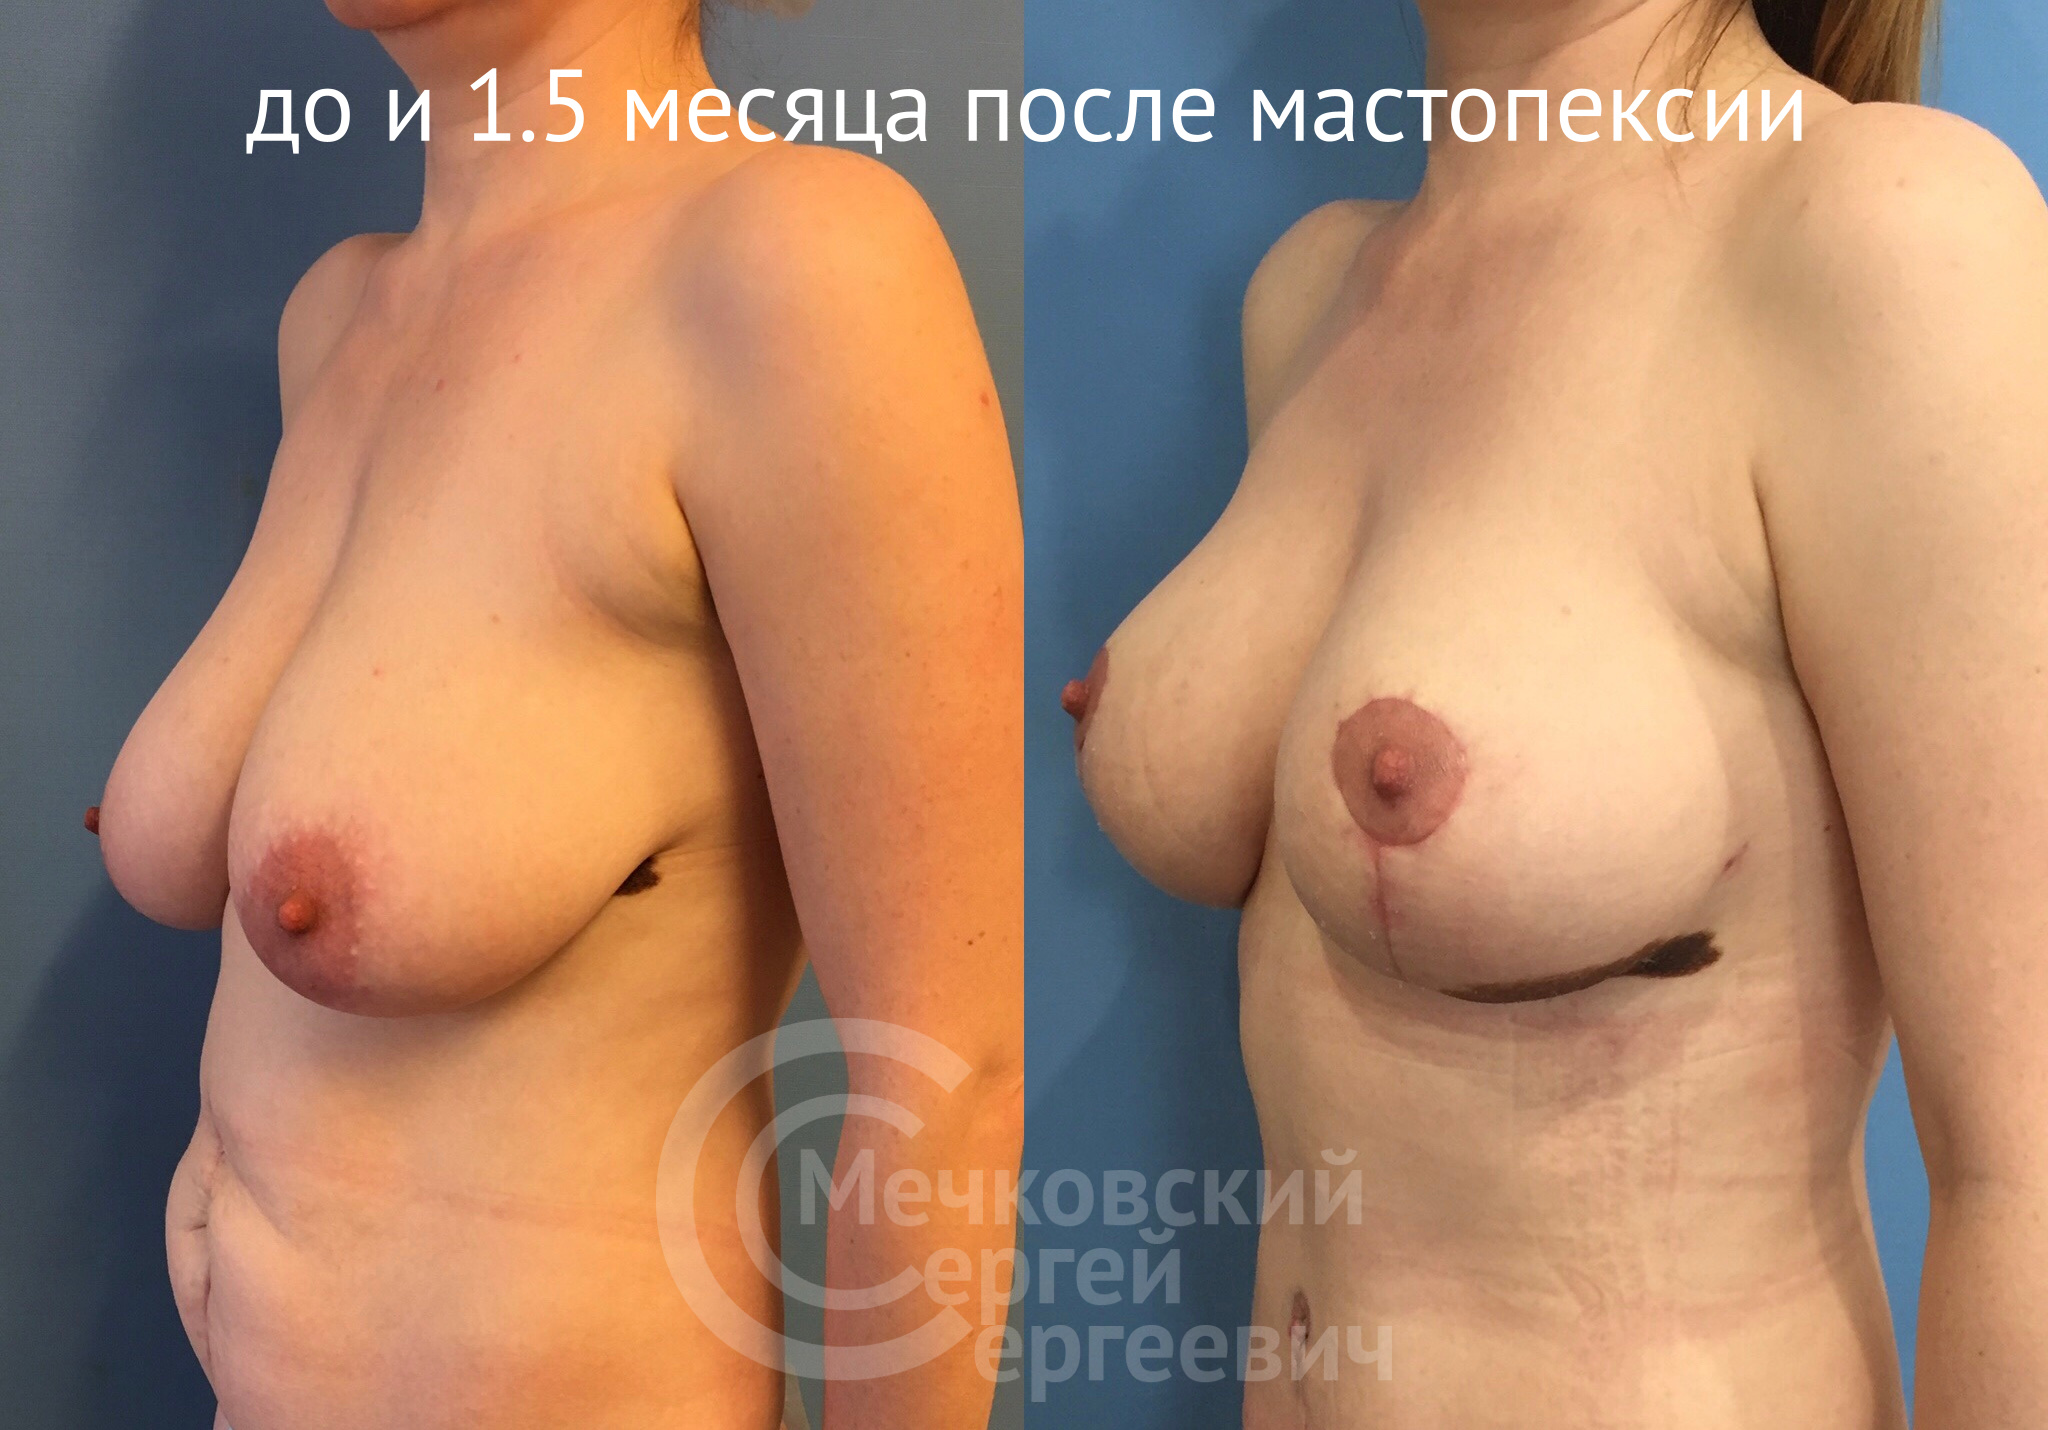 до и 1.5 месяца после мастопексии
Мечковский
Сергей
Сергеевич